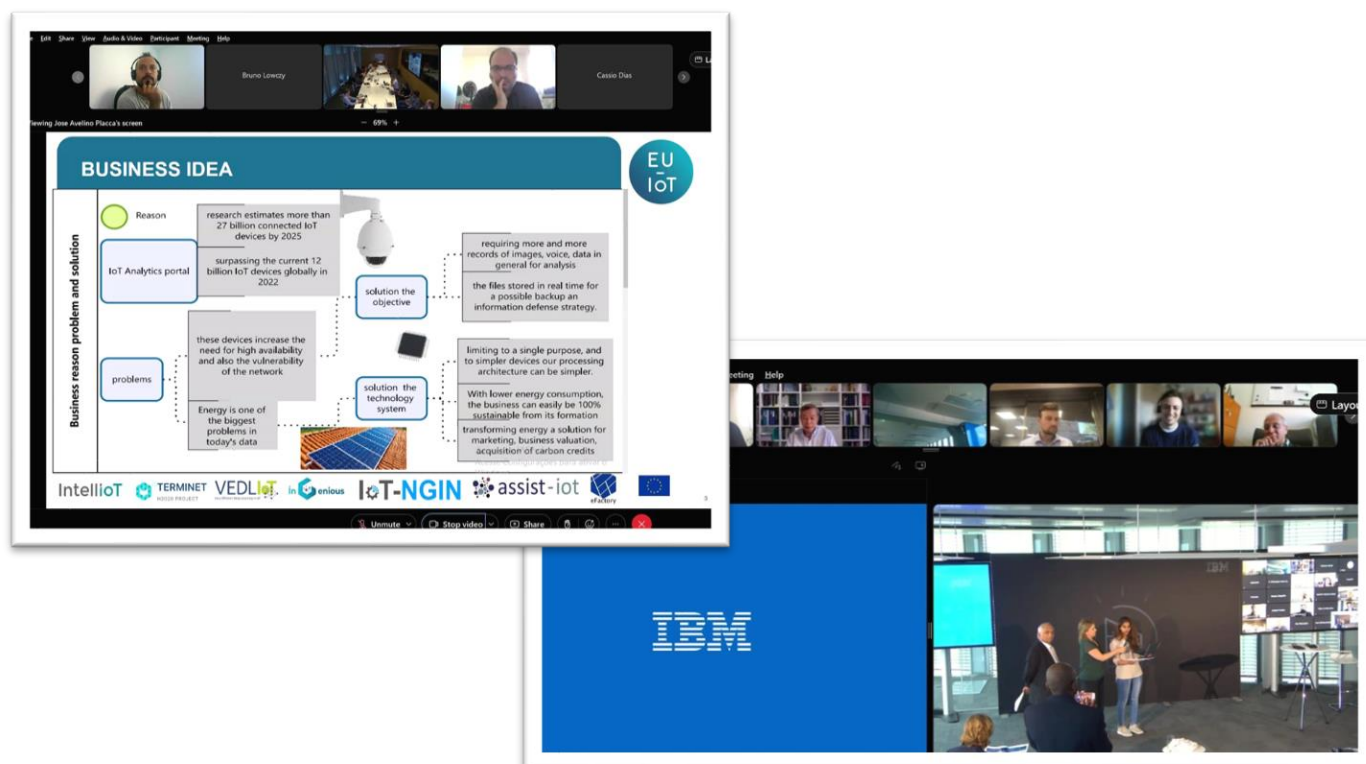 Edit Share View Audio & Video Participant Meeting Help
Bruno Lowczy
Cassio Dias
Viewing Jose Avelino Placca's screen
69%
BUSINESS IDEA
EU
IoT
Business reason problem and solution
Reason
research estimates more than
27 billion connected IoT
devices by 2025
IoT Analytics portal
surpassing the current 12
billion IoT devices globally in
2022
requiring more and more
records of images, voice, data in
general for analysis
solution the
objective
the files stored in real time for
a possible backup an
information defense strategy.
these devices increase the
need for high availability
and also the vulnerability
of the network
problems
Energy is one of
the biggest
problems in
today's data
limiting to a single purpose, and
to simpler devices our processing
architecture can be simpler.
solution the
technology
system
With lower energy consumption,
the business can easily be 100%
sustainable from its formation
transforming energy a solution for
marketing, business valuation,
acquisition of carbon credits
IntellIoT
TERMINET
H2020 PROJECT
VEDLIoT
inGenious
IoT-NGIN
assist-iot
eFactory
3
Unmute
Stop video
Share
eeting Help
Layou
IBM
IBM